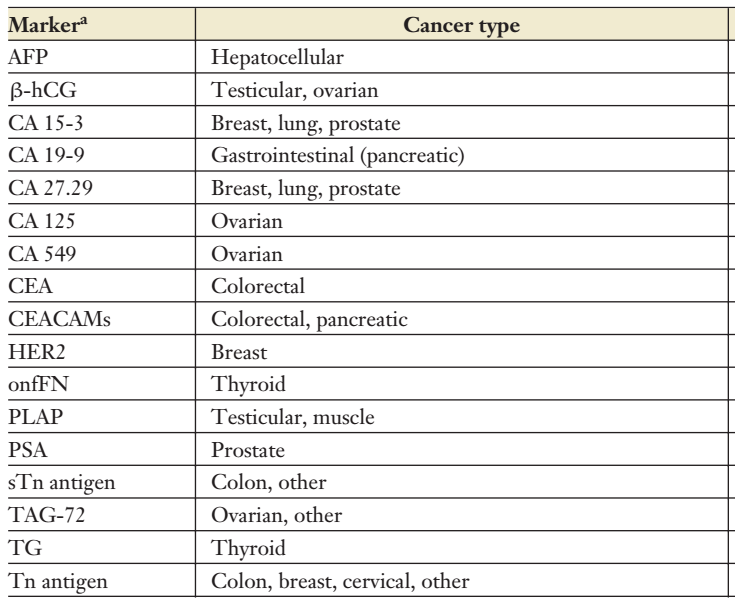 Markerᵃ Cancer type
AFP Hepatocellular
β-hCG Testicular, ovarian
CA 15-3 Breast, lung, prostate
CA 19-9 Gastrointestinal (pancreatic)
CA 27.29 Breast, lung, prostate
CA 125 Ovarian
CA 549 Ovarian
CEA Colorectal
CEACAMs Colorectal, pancreatic
HER2 Breast
onfFN Thyroid
PLAP Testicular, muscle
PSA Prostate
sTn antigen Colon, other
TAG-72 Ovarian, other
TG Thyroid
Tn antigen Colon, breast, cervical, other